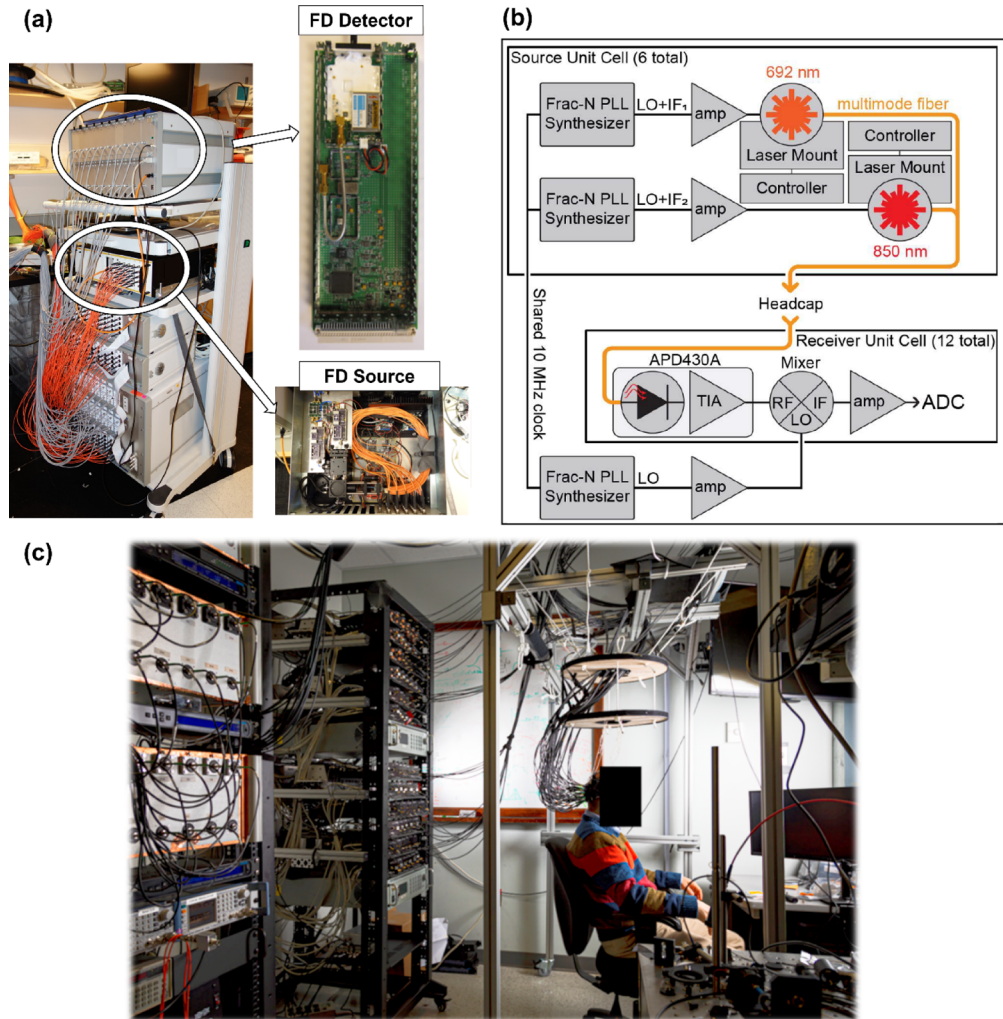 (a)
FD Detector
FD Source
(b)
Source Unit Cell (6 total)
692 nm
Frac-N PLL
Synthesizer
LO+IF₁
amp
multimode fiber
Laser Mount
Controller
Controller
Laser Mount
Frac-N PLL
Synthesizer
LO+IF₂
amp
850 nm
Shared 10 MHz clock
Headcap
Receiver Unit Cell (12 total)
APD430A
Mixer
TIA
RF
IF
LO
amp
ADC
Frac-N PLL
Synthesizer
LO
amp
(c)